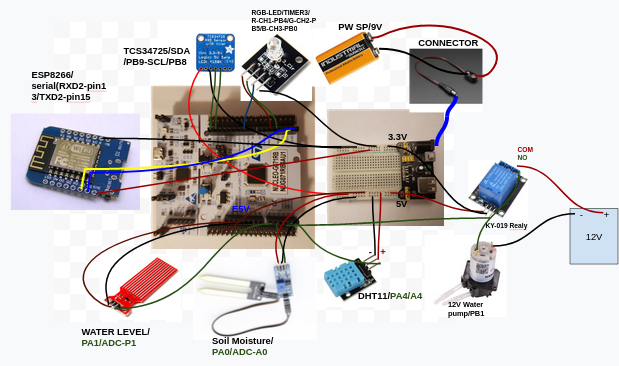 RGB-LED/TIMER3/
R-CH1-PB4/G-CH2-P
B5/B-CH3-PB0
PW SP/9V
CONNECTOR
TCS34725/SDA
/PB9-SCL/PB8
ESP8266/
serial(RXD2-pin1
3/TXD2-pin15
INDUSTRIAL
3.3V
COM
NO
E5V
5V
KY-019 Realy
- +
12V
- +
DHT11/PA4/A4
12V Water
pump/PB1
WATER LEVEL/
PA1/ADC-P1
Soil Moisture/
PA0/ADC-A0